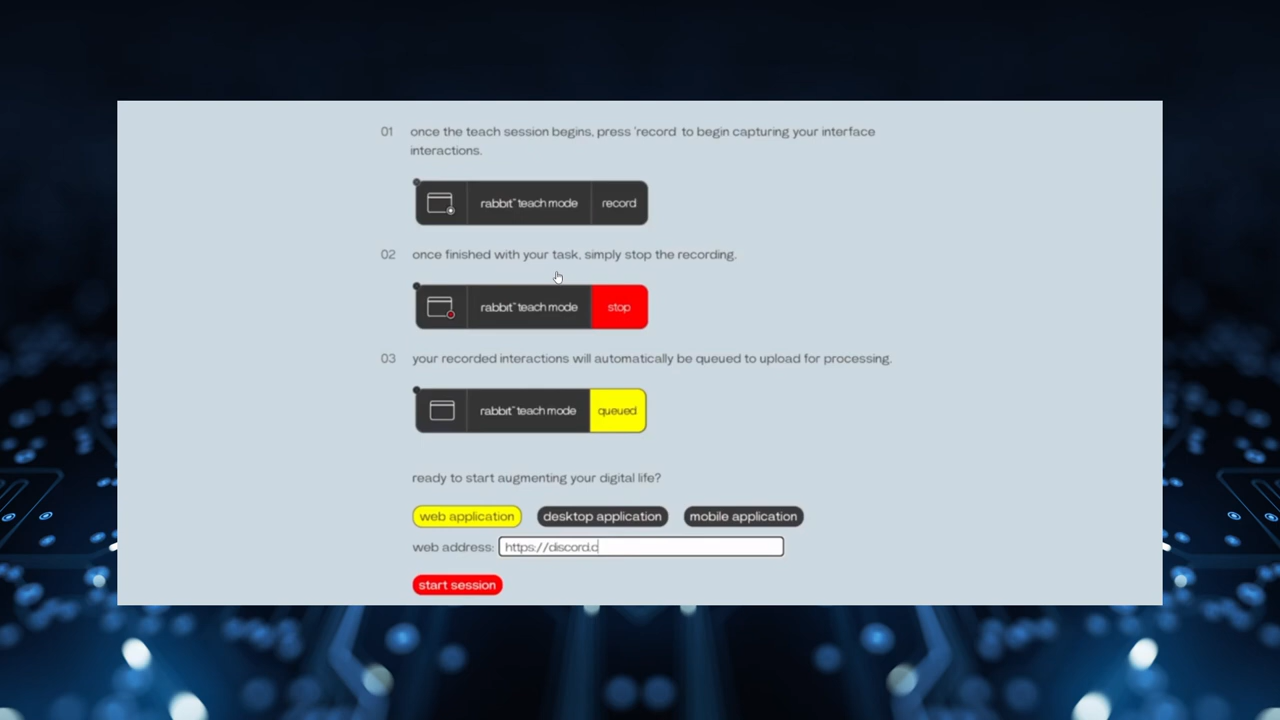 01 once the teach session begins, press 'record' to begin capturing your interface
interactions.
rabbit™ teach mode record
02 once finished with your task, simply stop the recording.
rabbit™ teach mode stop
03 your recorded interactions will automatically be queued to upload for processing.
rabbit™ teach mode queued
ready to start augmenting your digital life?
web application desktop application mobile application
web address: https://discord.c
start session